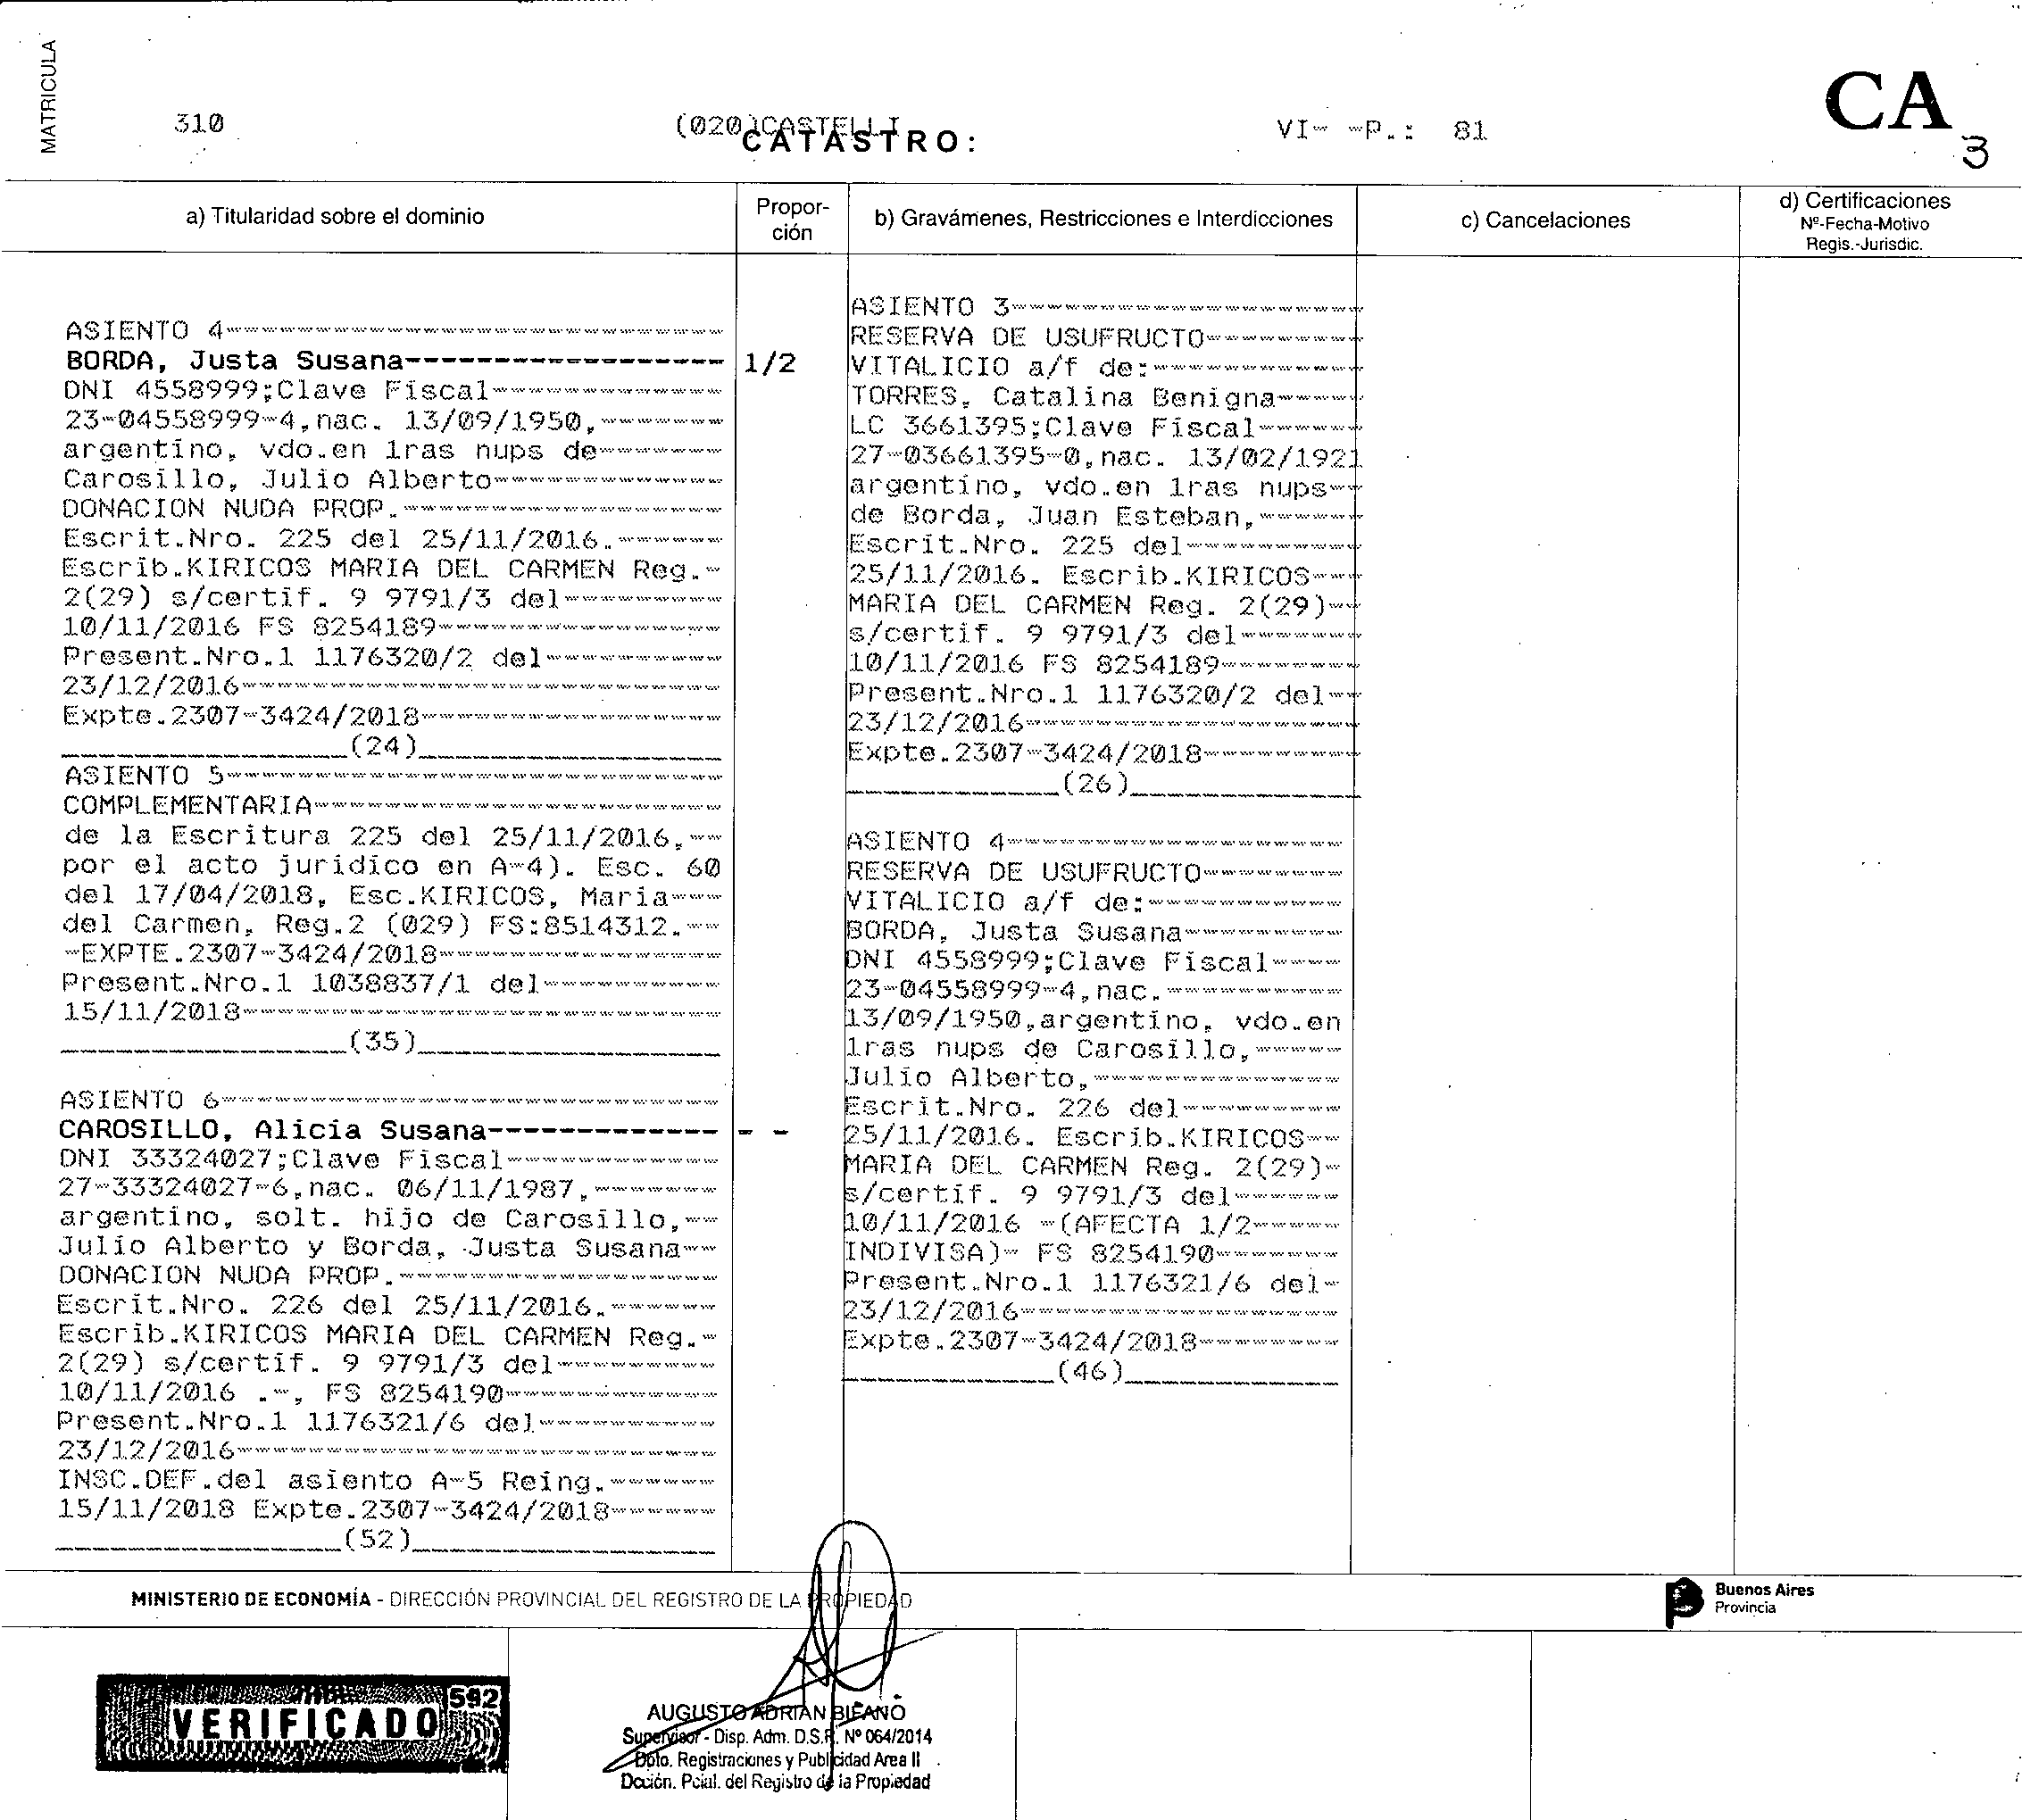 MATRICULA
310
(020)CASTELLI
CATASTRO:
VI- -P.: 81
CA
3
a) Titularidad sobre el dominio
Propor-
ción
b) Gravámenes, Restricciones e Interdicciones
c) Cancelaciones
d) Certificaciones
Nº-Fecha-Motivo
Regis.-Jurisdic.
ASIENTO 4----------------------------
BORDA, Justa Susana------------------ 1/2
DNI 4558999;Clave Fiscal-------------
23-04558999-4,nac. 13/09/1950,-------
argentino, vdo.en 1ras nups de-------
Carosillo, Julio Alberto-------------
DONACION NUDA PROP.------------------
Escrit.Nro. 225 del 25/11/2016.------
Escrib.KIRICOS MARIA DEL CARMEN Reg.-
2(29) s/certif. 9 9791/3 del---------
10/11/2016 FS 8254189----------------
Present.Nro.1 1176320/2 del----------
23/12/2016---------------------------
Expte.2307-3424/2018-----------------
________________(24)_________________
ASIENTO 5----------------------------
COMPLEMENTARIA-----------------------
de la Escritura 225 del 25/11/2016,--
por el acto juridico en A-4). Esc. 60
del 17/04/2018, Esc.KIRICOS, Maria---
del Carmen, Reg.2 (029) FS:8514312.--
-EXPTE.2307-3424/2018----------------
Present.Nro.1 1038837/1 del----------
15/11/2018---------------------------
________________(35)_________________
ASIENTO 6----------------------------
CAROSILLO, Alicia Susana------------- - -
DNI 33324027;Clave Fiscal------------
27-33324027-6,nac. 06/11/1987,-------
argentino, solt. hijo de Carosillo,--
Julio Alberto y Borda, Justa Susana--
DONACION NUDA PROP.------------------
Escrit.Nro. 226 del 25/11/2016.------
Escrib.KIRICOS MARIA DEL CARMEN Reg.-
2(29) s/certif. 9 9791/3 del---------
10/11/2016 .-, FS 8254190------------
Present.Nro.1 1176321/6 del----------
23/12/2016---------------------------
INSC.DEF.del asiento A-5 Reing.------
15/11/2018 Expte.2307-3424/2018------
________________(52)_________________
ASIENTO 3--------------------
RESERVA DE USUFRUCTO---------
VITALICIO a/f de:------------
TORRES, Catalina Benigna-----
LC 3661395;Clave Fiscal------
27-03661395-0,nac. 13/02/1921
argentino, vdo.en 1ras nups--
de Borda, Juan Esteban,------
Escrit.Nro. 225 del----------
25/11/2016. Escrib.KIRICOS---
MARIA DEL CARMEN Reg. 2(29)--
s/certif. 9 9791/3 del-------
10/11/2016 FS 8254189--------
Present.Nro.1 1176320/2 del--
23/12/2016-------------------
Expte.2307-3424/2018---------
____________(26)_____________
ASIENTO 4-------------------
RESERVA DE USUFRUCTO--------
VITALICIO a/f de:-----------
BORDA, Justa Susana---------
DNI 4558999;Clave Fiscal----
23-04558999-4,nac.----------
13/09/1950,argentino, vdo.en
1ras nups de Carosillo,-----
Julio Alberto,--------------
Escrit.Nro. 226 del---------
25/11/2016. Escrib.KIRICOS--
MARIA DEL CARMEN Reg. 2(29)-
s/certif. 9 9791/3 del------
10/11/2016 -(AFECTA 1/2-----
INDIVISA)- FS 8254190-------
Present.Nro.1 1176321/6 del-
23/12/2016------------------
Expte.2307-3424/2018--------
____________(46)____________
MINISTERIO DE ECONOMÍA - DIRECCIÓN PROVINCIAL DEL REGISTRO DE LA PROPIEDAD
Buenos Aires
Provincia
592
VERIFICADO
AUGUSTO ADRIAN BIFANO
Supervisor - Disp. Adm. D.S.R. Nº 064/2014
Dpto. Registraciones y Publicidad Area II
Dcción. Pcial. del Registro de la Propiedad